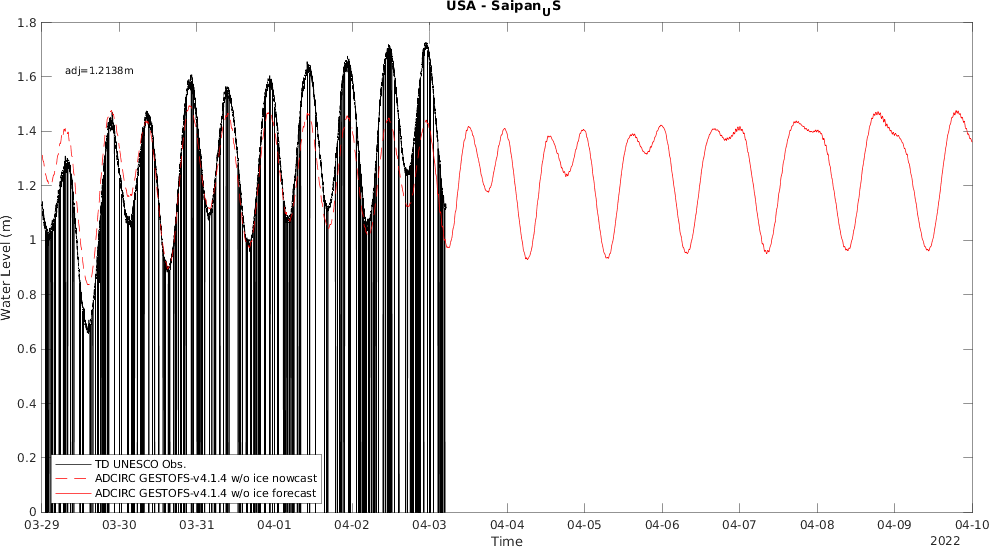 USA - Saipan_US
adj=1.2138m
Water Level (m)
1.8
1.6
1.4
1.2
1
0.8
0.6
0.4
0.2
0
TD UNESCO Obs.
ADCIRC GESTOFS-v4.1.4 w/o ice nowcast
ADCIRC GESTOFS-v4.1.4 w/o ice forecast
03-29 03-30 03-31 04-01 04-02 04-03 04-04 04-05 04-06 04-07 04-08 04-09 04-10
Time
2022